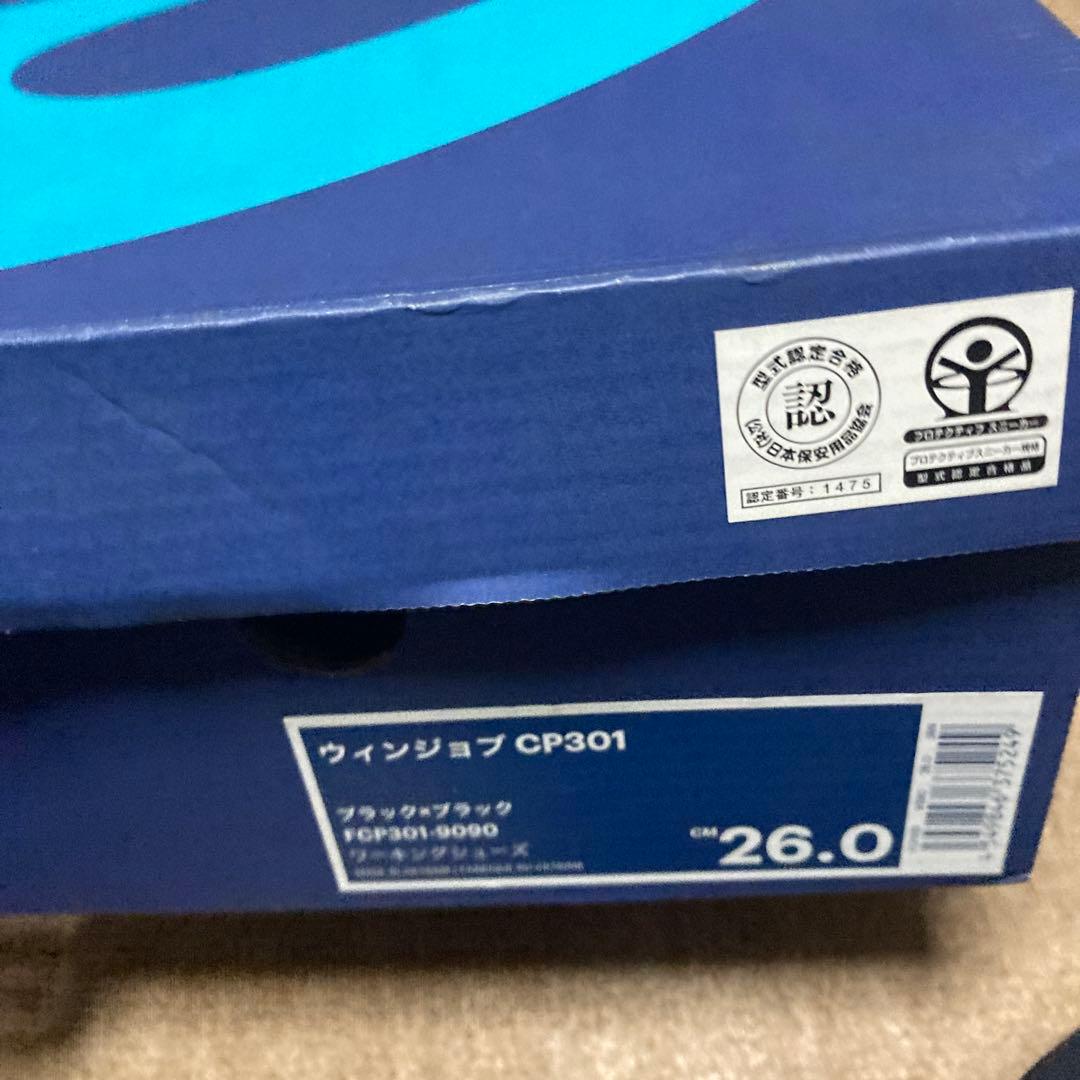 型式認定合格
認
(公社)日本保安用品協会
認定番号：1475
プロテクティブ スニーカー
プロテクティブスニーカー規格
型式認定合格品
ウィンジョブ CP301
ブラック×ブラック
FCP301-9090
ワーキングシューズ
CM 26.0